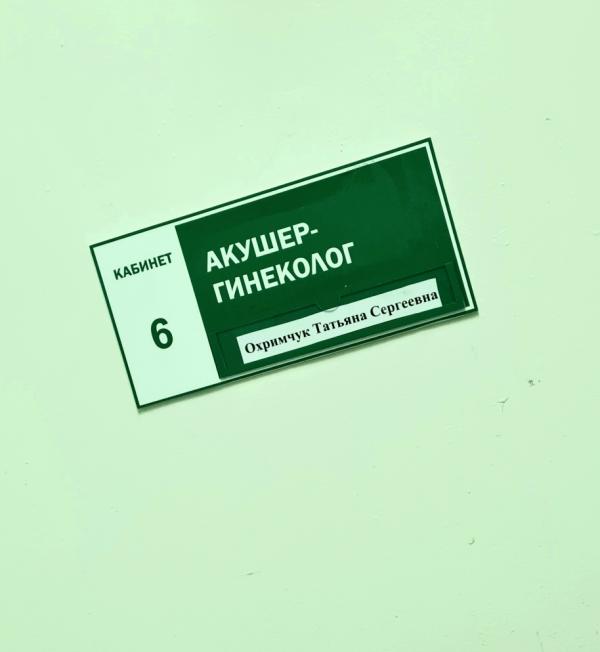 КАБИНЕТ
6
АКУШЕР-
ГИНЕКОЛОГ
Охримчук Татьяна Сергеевна